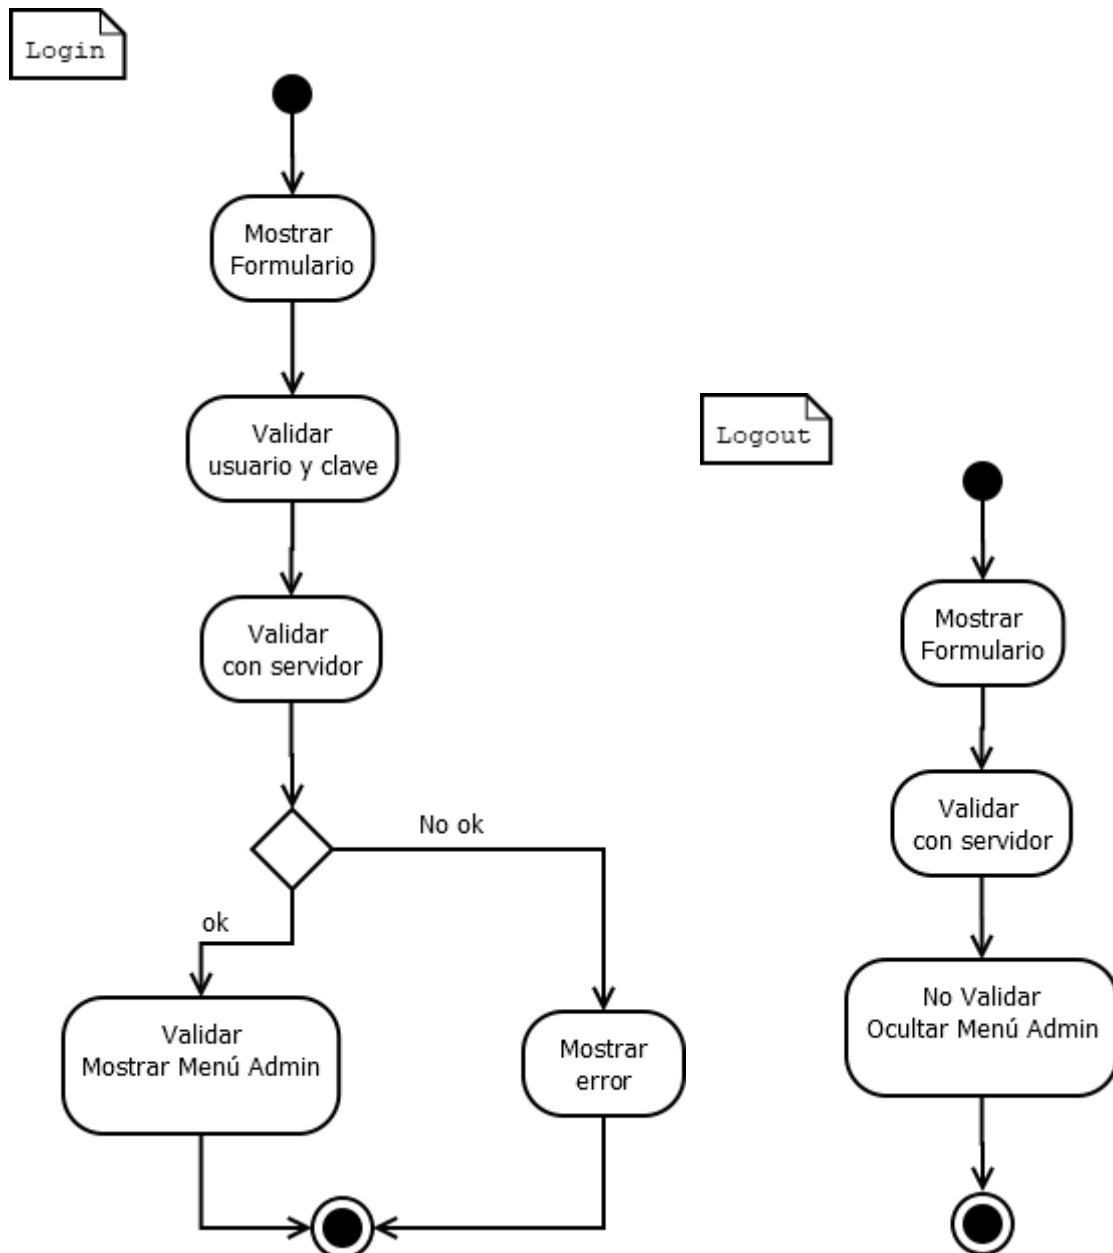 Login
Mostrar
Formulario
Validar
usuario y clave
Validar
con servidor
No ok
ok
Validar
Mostrar Menú Admin
Mostrar
error
Logout
Mostrar
Formulario
Validar
con servidor
No Validar
Ocultar Menú Admin